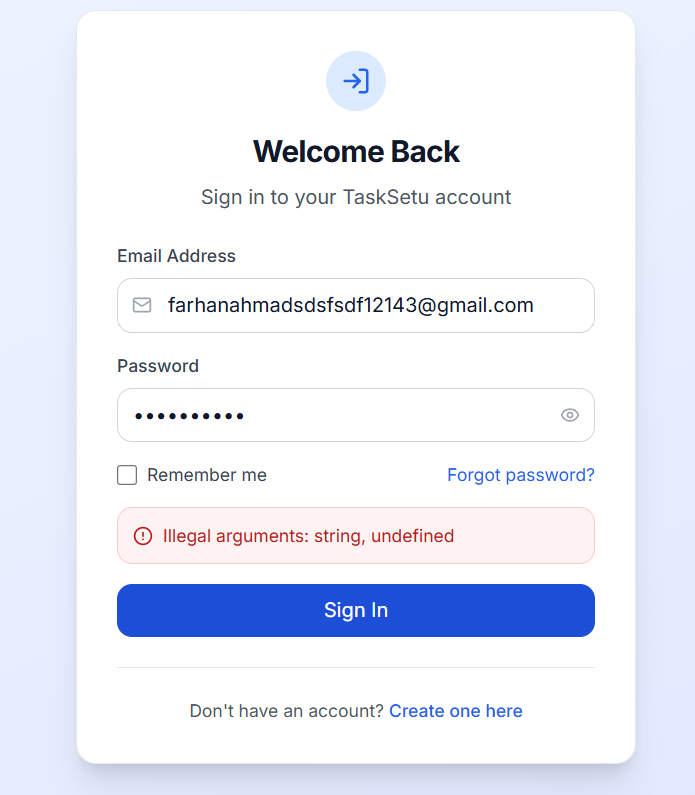 Welcome Back
Sign in to your TaskSetu account
Email Address
farhanahmadsdsfsdf12143@gmail.com
Password
••••••••••
Remember me
Forgot password?
Illegal arguments: string, undefined
Sign In
Don't have an account? Create one here